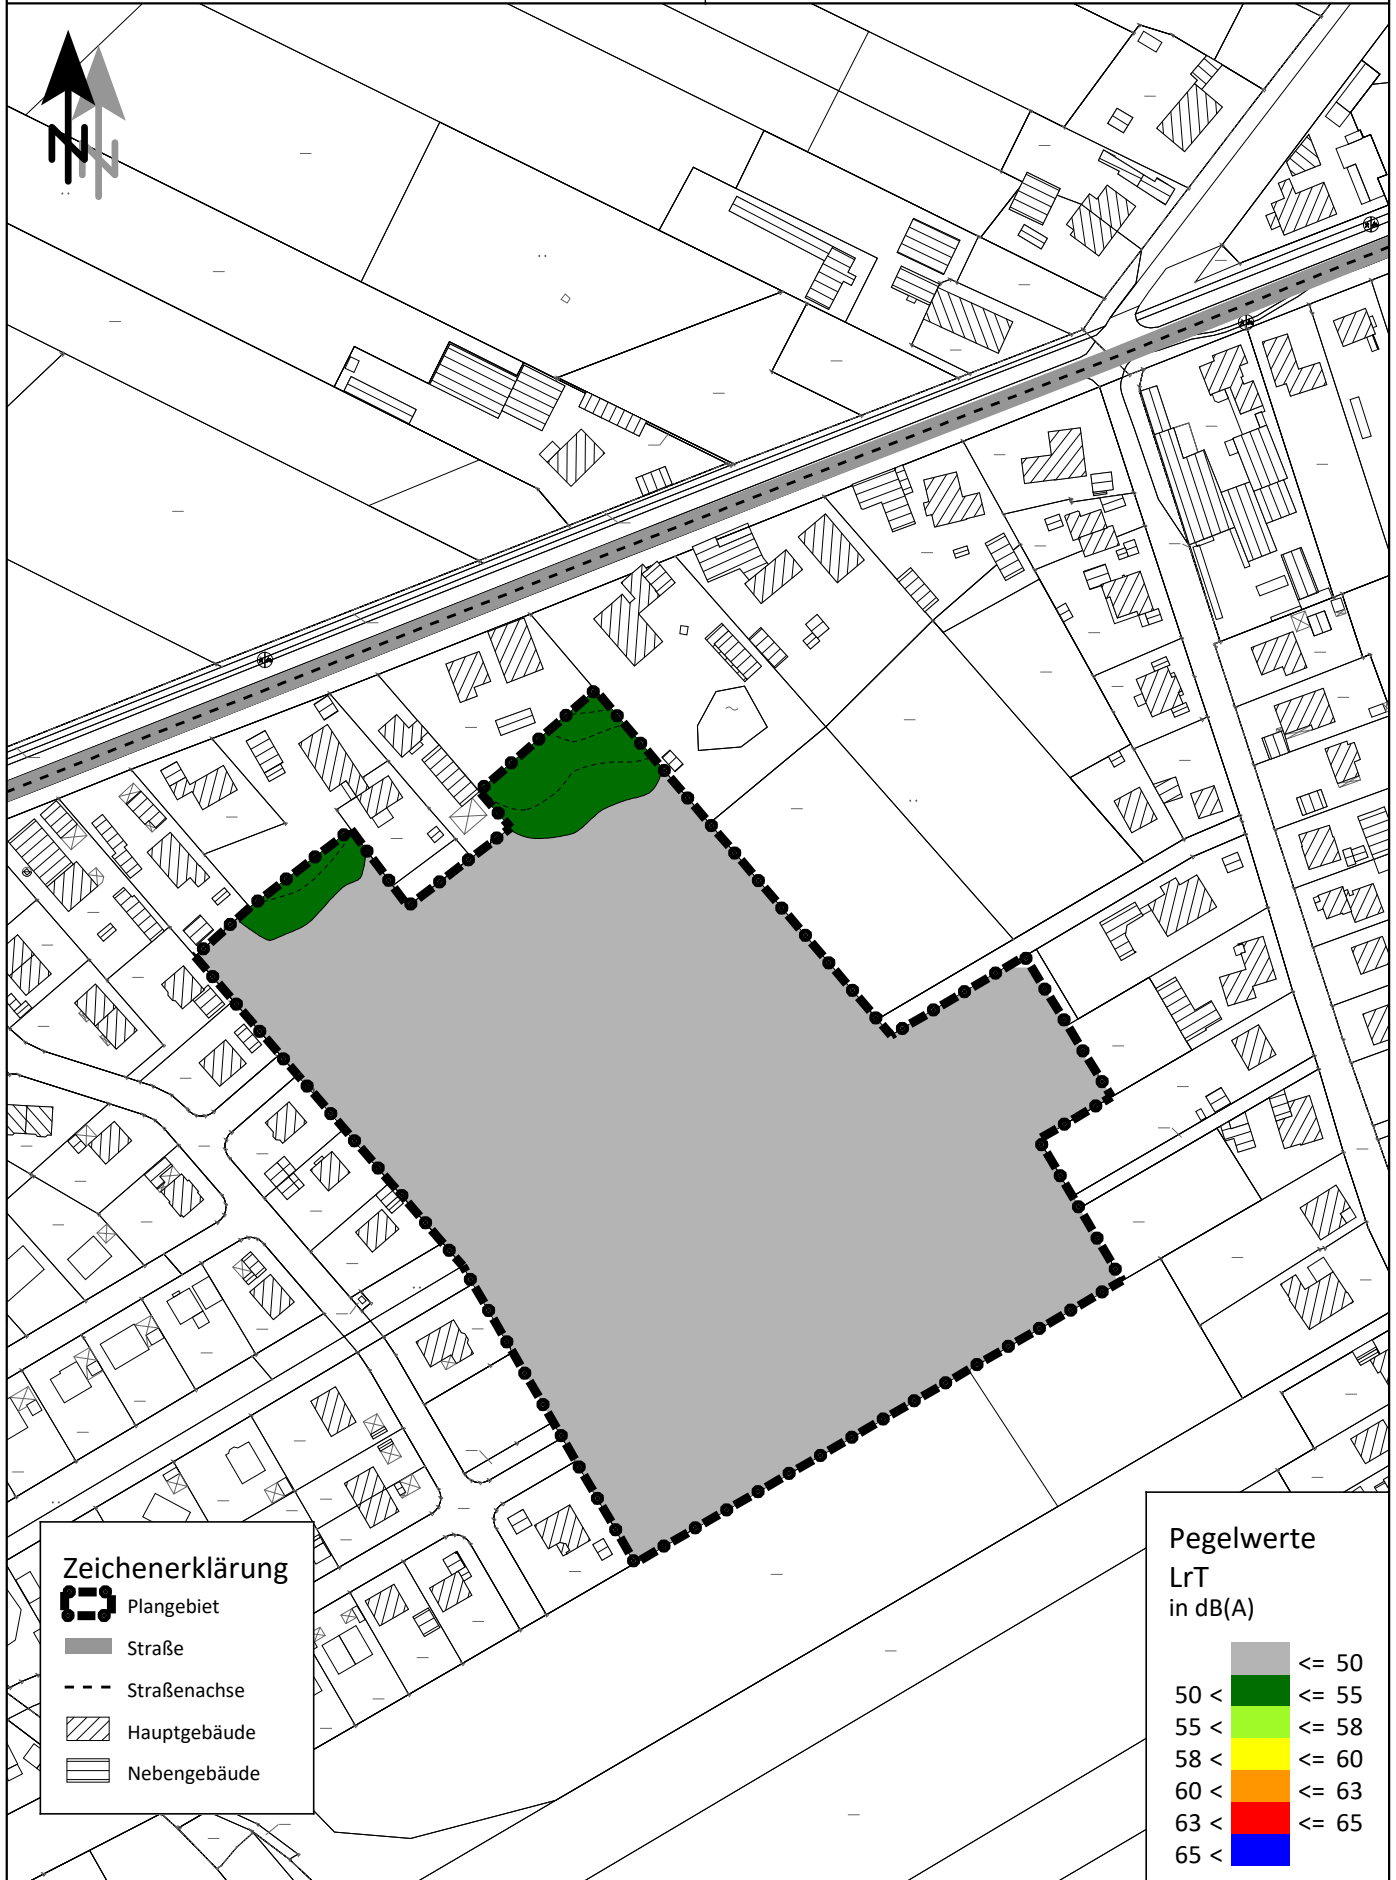 N
Zeichenerklärung
Plangebiet
Straße
Straßenachse
Hauptgebäude
Nebengebäude
Pegelwerte
LrT
in dB(A)
<= 50
50 < <= 55
55 < <= 58
58 < <= 60
60 < <= 63
63 < <= 65
65 <